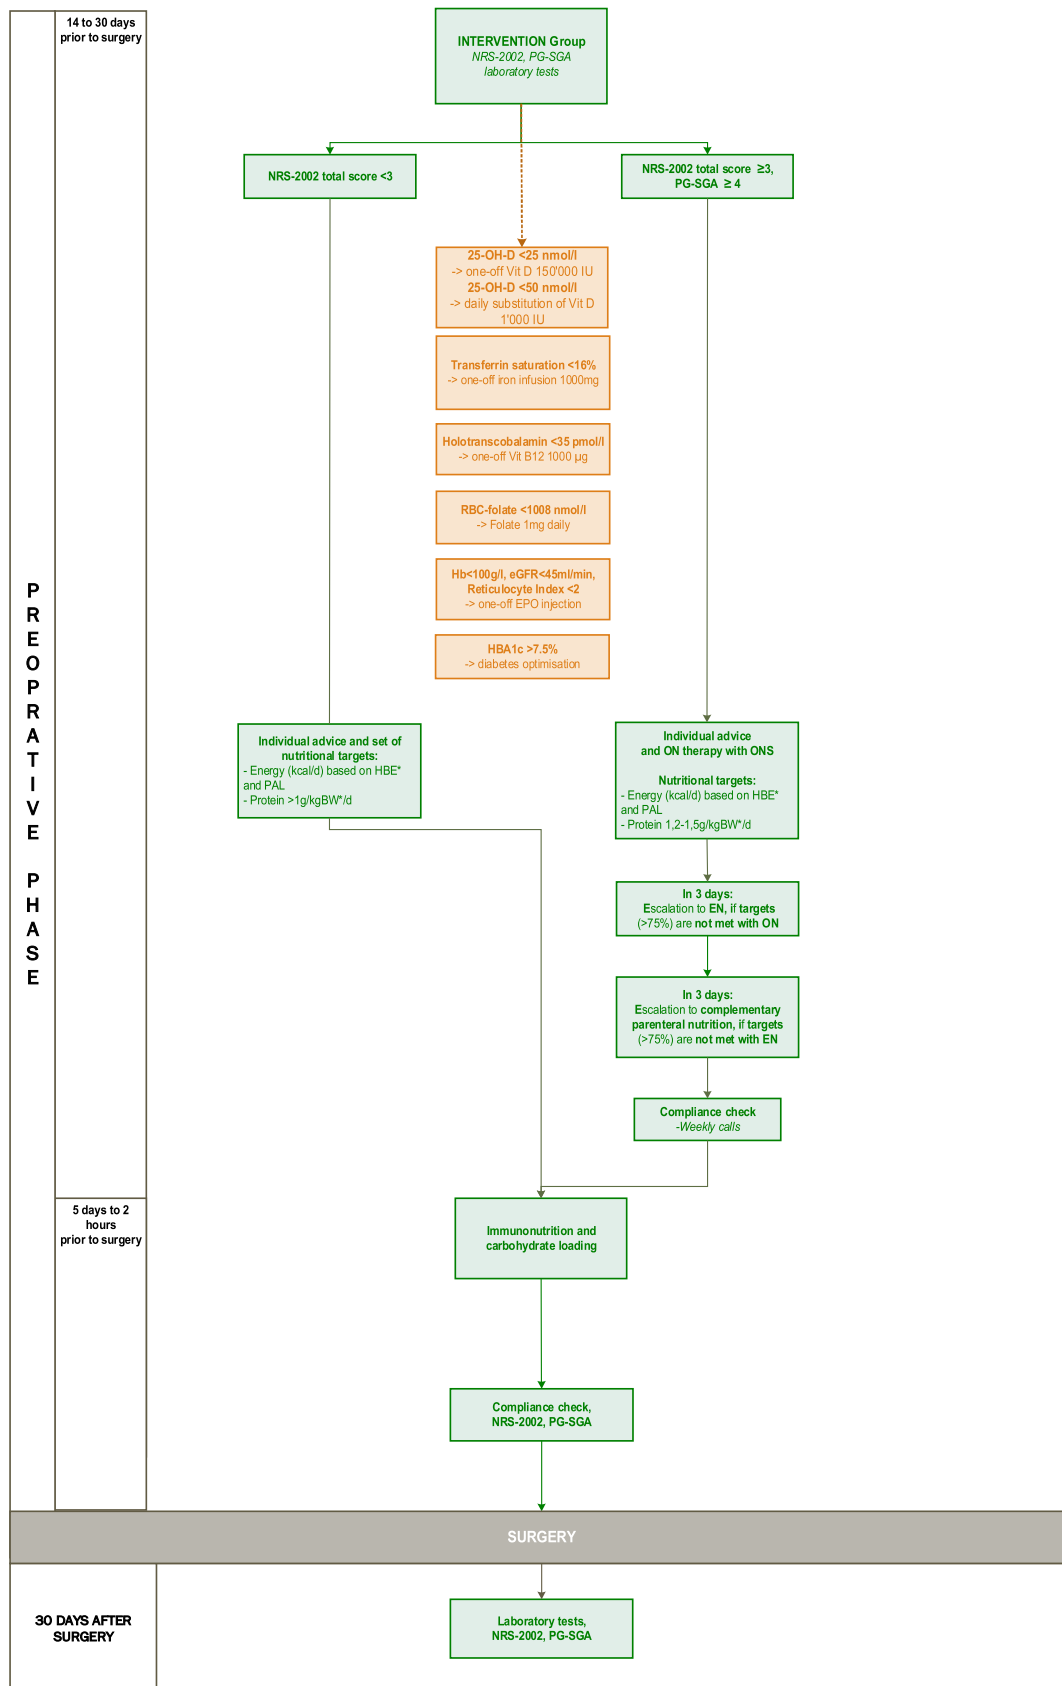 14 to 30 days
prior to surgery
INTERVENTION Group
NRS-2002, PG-SGA
laboratory tests
NRS-2002 total score <3
NRS-2002 total score ≥3,
PG-SGA ≥ 4
25-OH-D <25 nmol/l
-> one-off Vit D 150'000 IU
25-OH-D <50 nmol/l
-> daily substitution of Vit D
1'000 IU
Transferrin saturation <16%
-> one-off iron infusion 1000mg
Holotranscobalamin <35 pmol/l
-> one-off Vit B12 1000 µg
RBC-folate <1008 nmol/l
-> Folate 1mg daily
Hb<100g/l, eGFR<45ml/min,
Reticulocyte Index <2
-> one-off EPO injection
HBA1c >7.5%
-> diabetes optimisation
PREOPRATIVE PHASE
Individual advice and set of
nutritional targets:
- Energy (kcal/d) based on HBE*
and PAL
- Protein >1g/kgBW*/d
Individual advice
and ON therapy with ONS
Nutritional targets:
- Energy (kcal/d) based on HBE*
and PAL
- Protein 1,2-1,5g/kgBW*/d
In 3 days:
Escalation to EN, if targets
(>75%) are not met with ON
In 3 days:
Escalation to complementary
parenteral nutrition, if targets
(>75%) are not met with EN
Compliance check
-Weekly calls
5 days to 2
hours
prior to surgery
Immunonutrition and
carbohydrate loading
Compliance check,
NRS-2002, PG-SGA
SURGERY
30 DAYS AFTER
SURGERY
Laboratory tests,
NRS-2002, PG-SGA